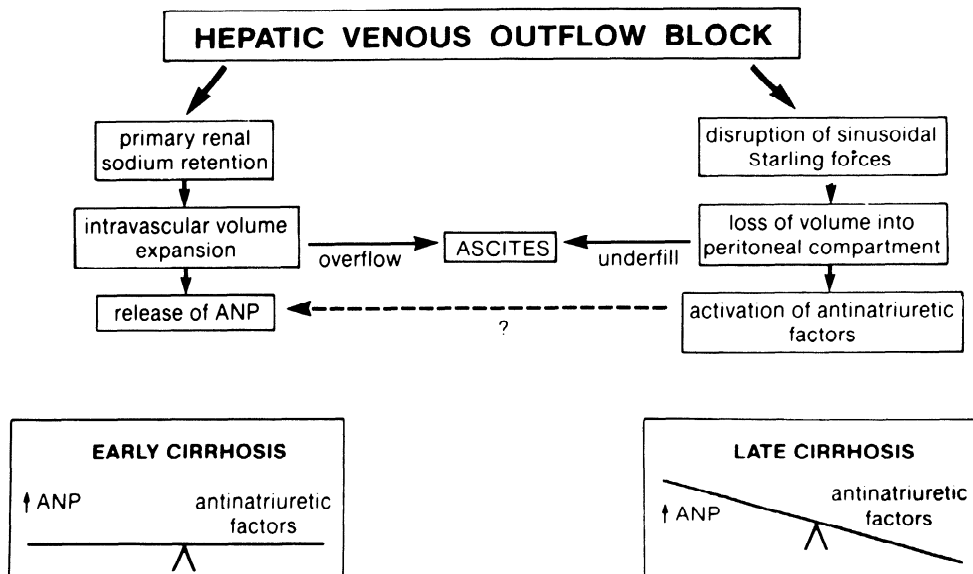 HEPATIC VENOUS OUTFLOW BLOCK
primary renal
sodium retention
disruption of sinusoidal
Starling forces
intravascular volume
expansion
overflow
ASCITES
underfill
loss of volume into
peritoneal compartment
release of ANP
?
activation of antinatriuretic
factors
EARLY CIRRHOSIS
↑ ANP
antinatriuretic
factors
LATE CIRRHOSIS
↑ ANP
antinatriuretic
factors